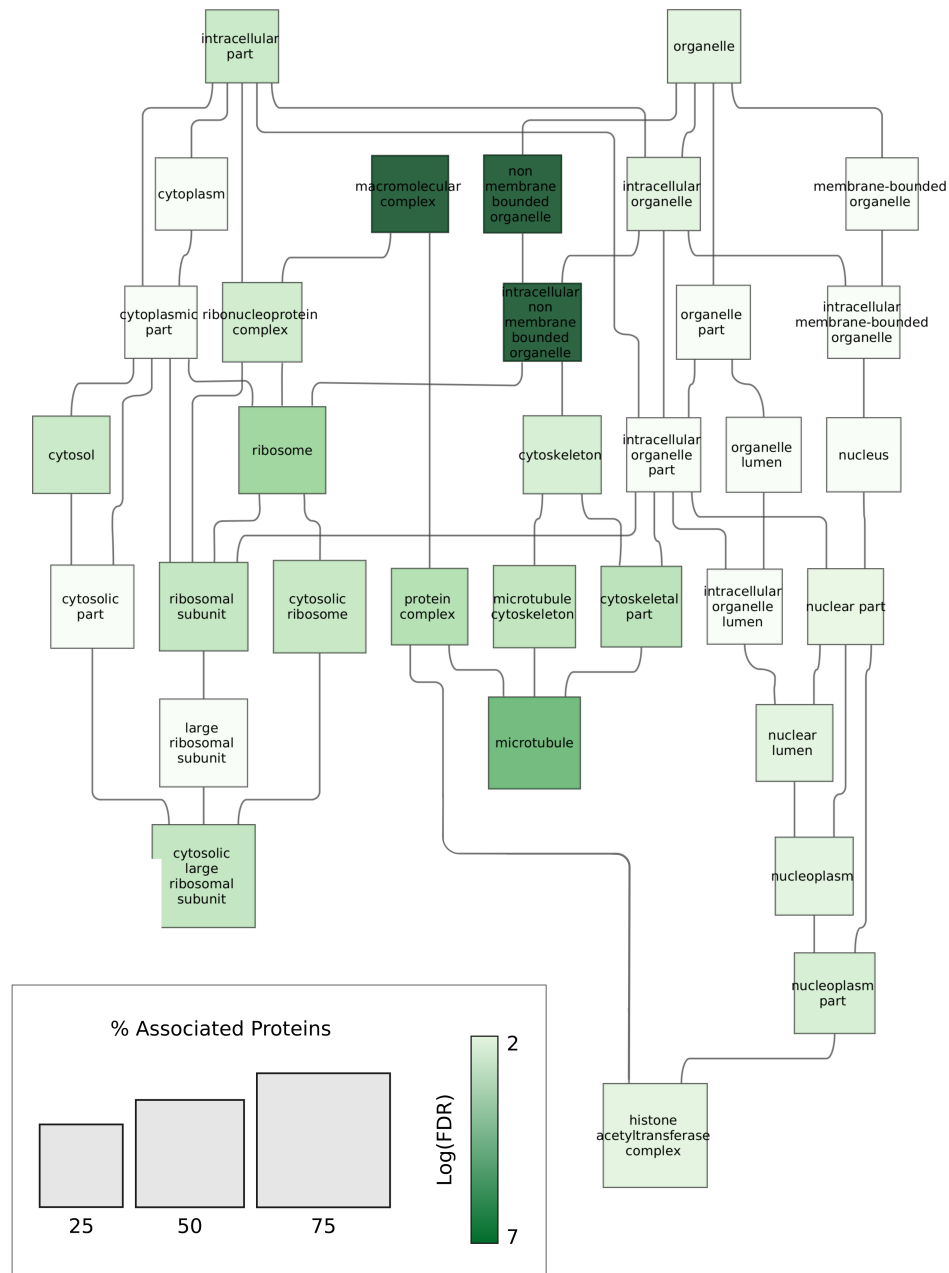 intracellular
part
organelle
cytoplasm
macromolecular
complex
non
membrane
bounded
organelle
intracellular
organelle
membrane-bounded
organelle
cytoplasmic
part
ribonucleoprotein
complex
intracellular
non
membrane
bounded
organelle
organelle
part
intracellular
membrane-bounded
organelle
cytosol
ribosome
cytoskeleton
intracellular
organelle
part
organelle
lumen
nucleus
cytosolic
part
ribosomal
subunit
cytosolic
ribosome
protein
complex
microtubule
cytoskeleton
cytoskeletal
part
intracellular
organelle
lumen
nuclear part
large
ribosomal
subunit
microtubule
nuclear
lumen
cytosolic
large
ribosomal
subunit
nucleoplasm
nucleoplasm
part
histone
acetyltransferase
complex
% Associated Proteins
25
50
75
Log(FDR)
2
7